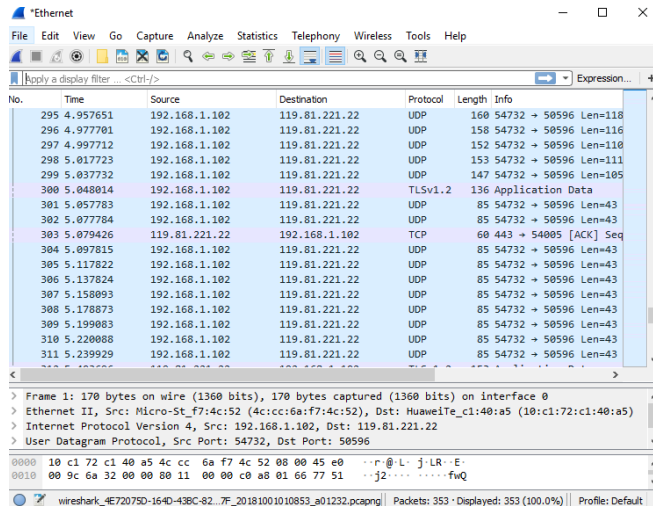 *Ethernet
File Edit View Go Capture Analyze Statistics Telephony Wireless Tools Help
Apply a display filter ... <Ctrl-/> Expression... +
No. Time Source Destination Protocol Length Info
295 4.957651 192.168.1.102 119.81.221.22 UDP 160 54732 → 50596 Len=118
296 4.977701 192.168.1.102 119.81.221.22 UDP 158 54732 → 50596 Len=116
297 4.997712 192.168.1.102 119.81.221.22 UDP 152 54732 → 50596 Len=110
298 5.017723 192.168.1.102 119.81.221.22 UDP 153 54732 → 50596 Len=111
299 5.037732 192.168.1.102 119.81.221.22 UDP 147 54732 → 50596 Len=105
300 5.048014 192.168.1.102 119.81.221.22 TLSv1.2 136 Application Data
301 5.057783 192.168.1.102 119.81.221.22 UDP 85 54732 → 50596 Len=43
302 5.077784 192.168.1.102 119.81.221.22 UDP 85 54732 → 50596 Len=43
303 5.079426 119.81.221.22 192.168.1.102 TCP 60 443 → 54005 [ACK] Seq
304 5.097815 192.168.1.102 119.81.221.22 UDP 85 54732 → 50596 Len=43
305 5.117822 192.168.1.102 119.81.221.22 UDP 85 54732 → 50596 Len=43
306 5.137824 192.168.1.102 119.81.221.22 UDP 85 54732 → 50596 Len=43
307 5.158093 192.168.1.102 119.81.221.22 UDP 85 54732 → 50596 Len=43
308 5.178873 192.168.1.102 119.81.221.22 UDP 85 54732 → 50596 Len=43
309 5.199083 192.168.1.102 119.81.221.22 UDP 85 54732 → 50596 Len=43
310 5.220088 192.168.1.102 119.81.221.22 UDP 85 54732 → 50596 Len=43
311 5.239929 192.168.1.102 119.81.221.22 UDP 85 54732 → 50596 Len=43
> Frame 1: 170 bytes on wire (1360 bits), 170 bytes captured (1360 bits) on interface 0
> Ethernet II, Src: Micro-St_f7:4c:52 (4c:cc:6a:f7:4c:52), Dst: HuaweiTe_c1:40:a5 (10:c1:72:c1:40:a5)
> Internet Protocol Version 4, Src: 192.168.1.102, Dst: 119.81.221.22
> User Datagram Protocol, Src Port: 54732, Dst Port: 50596
0000 10 c1 72 c1 40 a5 4c cc 6a f7 4c 52 08 00 45 e0 ··r·@·L· j·LR··E·
0010 00 9c 6a 32 00 00 80 11 00 00 c0 a8 01 66 77 51 ··j2···· ·····fwQ
wireshark_4E72075D-164D-43BC-82...7F_20181001010853_a01232.pcapng Packets: 353 · Displayed: 353 (100.0%) Profile: Default